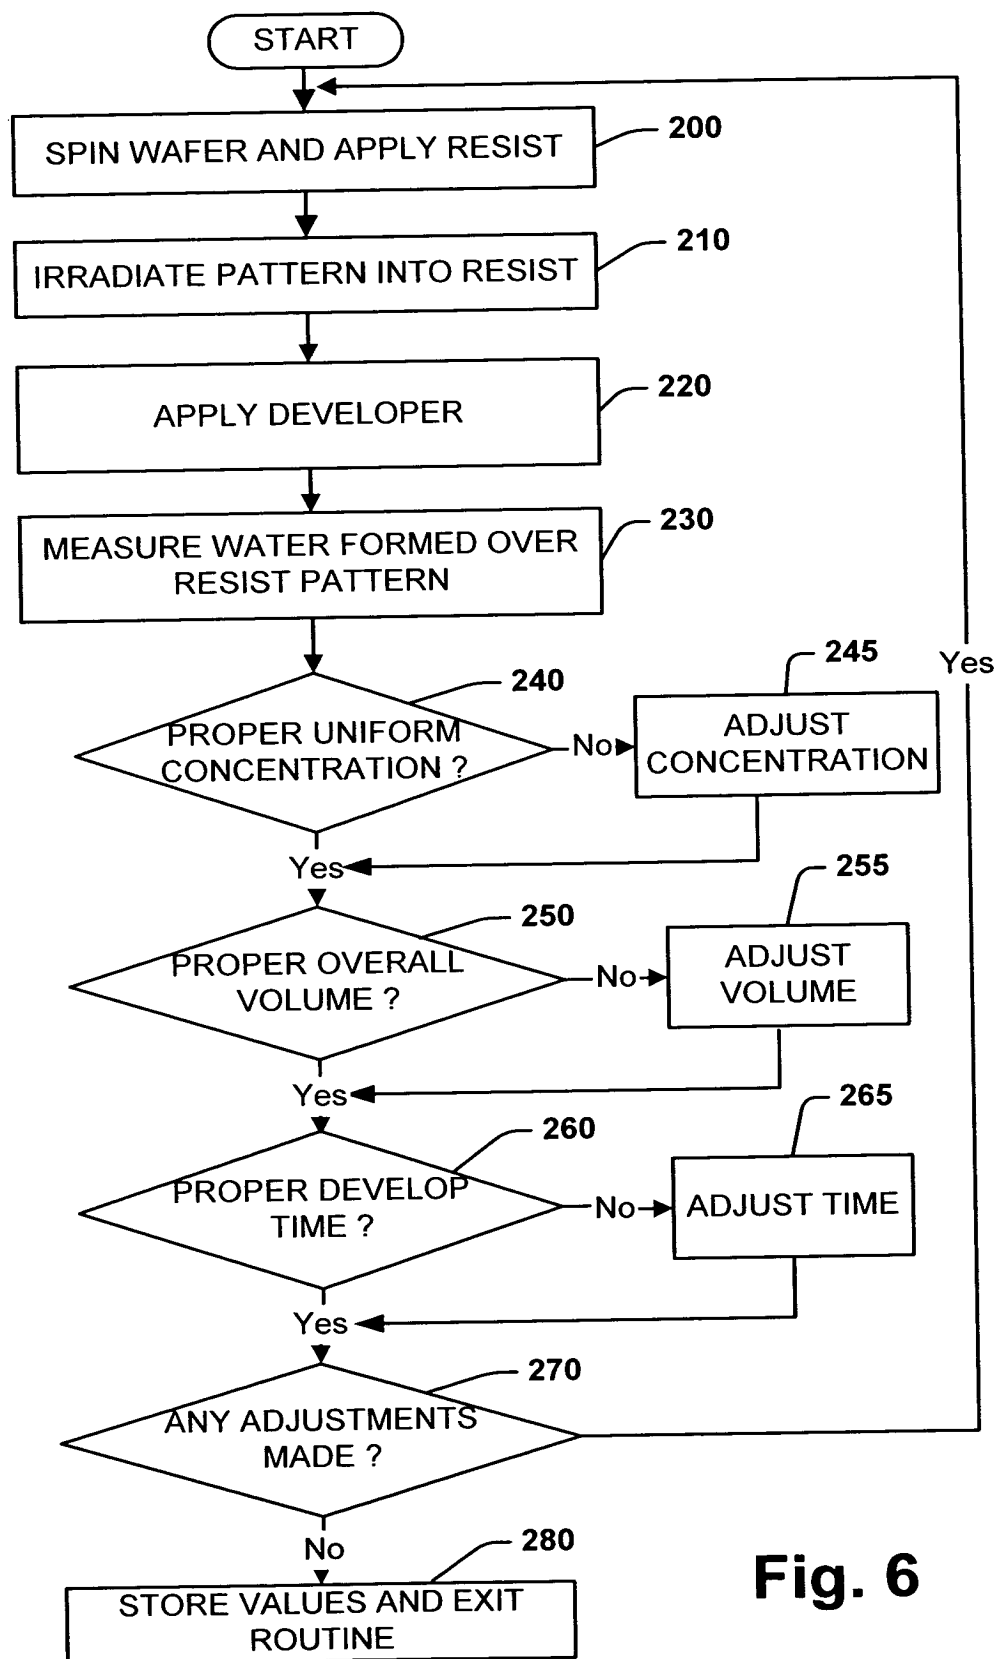 START
SPIN WAFER AND APPLY RESIST
200
IRRADIATE PATTERN INTO RESIST
210
APPLY DEVELOPER
220
MEASURE WATER FORMED OVER
RESIST PATTERN
230
PROPER UNIFORM
CONCENTRATION ?
240
No
ADJUST
CONCENTRATION
245
Yes
Yes
PROPER OVERALL
VOLUME ?
250
No
ADJUST
VOLUME
255
Yes
PROPER DEVELOP
TIME ?
260
No
ADJUST TIME
265
Yes
ANY ADJUSTMENTS
MADE ?
270
No
STORE VALUES AND EXIT
ROUTINE
280
Fig. 6